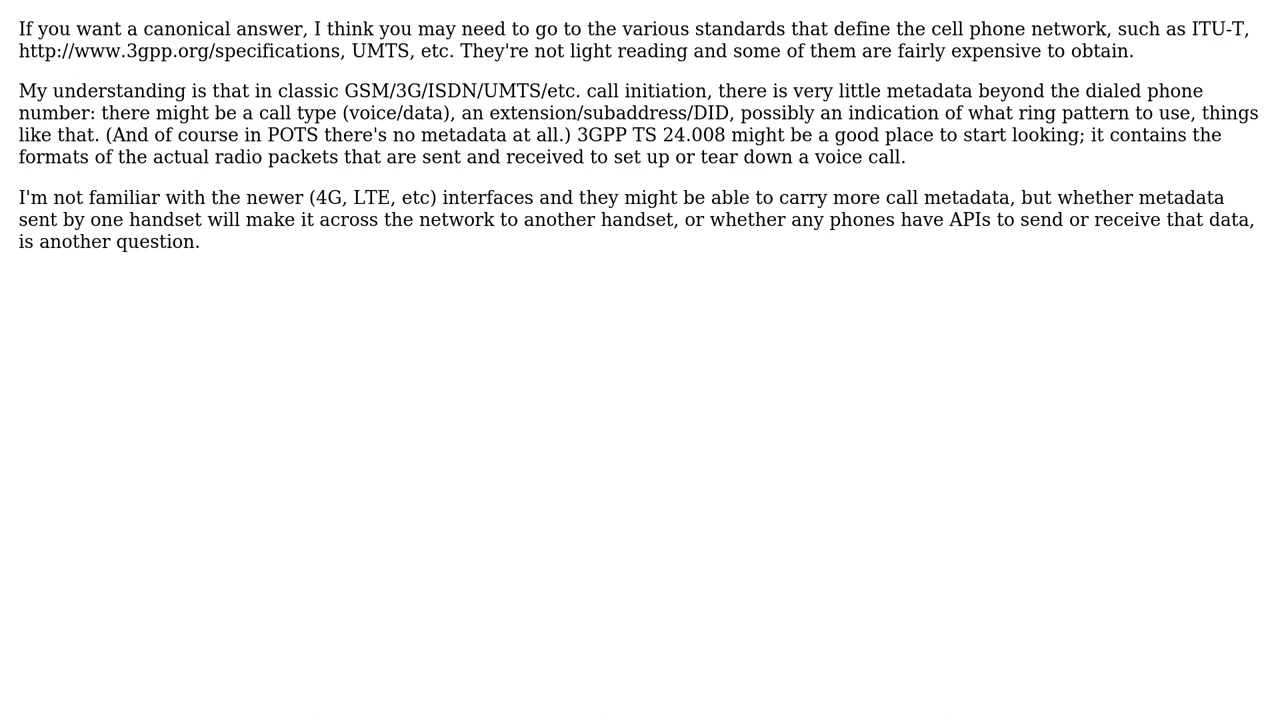 If you want a canonical answer, I think you may need to go to the various standards that define the cell phone network, such as ITU-T,
http://www.3gpp.org/specifications, UMTS, etc. They're not light reading and some of them are fairly expensive to obtain.
My understanding is that in classic GSM/3G/ISDN/UMTS/etc. call initiation, there is very little metadata beyond the dialed phone
number: there might be a call type (voice/data), an extension/subaddress/DID, possibly an indication of what ring pattern to use, things
like that. (And of course in POTS there's no metadata at all.) 3GPP TS 24.008 might be a good place to start looking; it contains the
formats of the actual radio packets that are sent and received to set up or tear down a voice call.
I'm not familiar with the newer (4G, LTE, etc) interfaces and they might be able to carry more call metadata, but whether metadata
sent by one handset will make it across the network to another handset, or whether any phones have APIs to send or receive that data,
is another question.